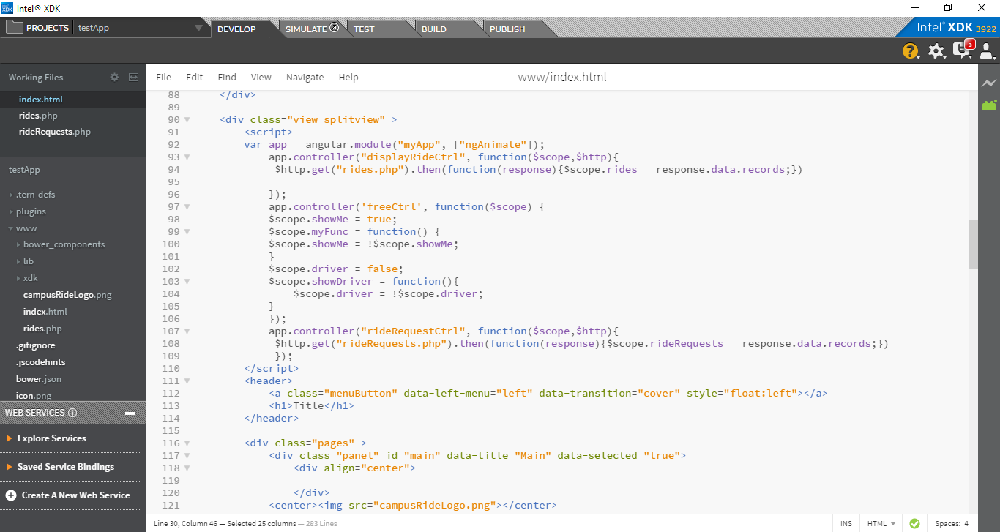 Intel® XDK
PROJECTS testApp DEVELOP SIMULATE TEST BUILD PUBLISH Intel® XDK 3922
3
Working Files
index.html
rides.php
rideRequests.php
testApp
.tern-defs
plugins
www
bower_components
lib
xdk
campusRideLogo.png
index.html
rides.php
.gitignore
.jscodehints
bower.json
icon.png
WEB SERVICES
Explore Services
Saved Service Bindings
Create A New Web Service
File Edit Find View Navigate Help www/index.html
88 </div>
89
90 <div class="view splitview" >
91 <script>
92 var app = angular.module("myApp", ["ngAnimate"]);
93 app.controller("displayRideCtrl", function($scope,$http){
94 $http.get("rides.php").then(function(response){$scope.rides = response.data.records;})
95
96 });
97 app.controller('freeCtrl', function($scope) {
98 $scope.showMe = true;
99 $scope.myFunc = function() {
100 $scope.showMe = !$scope.showMe;
101 }
102 $scope.driver = false;
103 $scope.showDriver = function(){
104 $scope.driver = !$scope.driver;
105 }
106 });
107 app.controller("rideRequestCtrl", function($scope,$http){
108 $http.get("rideRequests.php").then(function(response){$scope.rideRequests = response.data.records;})
109 });
110 </script>
111 <header>
112 <a class="menuButton" data-left-menu="left" data-transition="cover" style="float:left"></a>
113 <h1>Title</h1>
114 </header>
115
116 <div class="pages" >
117 <div class="panel" id="main" data-title="Main" data-selected="true">
118 <div align="center">
119
120 </div>
121 <center><img src="campusRideLogo.png"></center>
Line 30, Column 46 — Selected 25 columns — 283 Lines INS HTML Spaces: 4